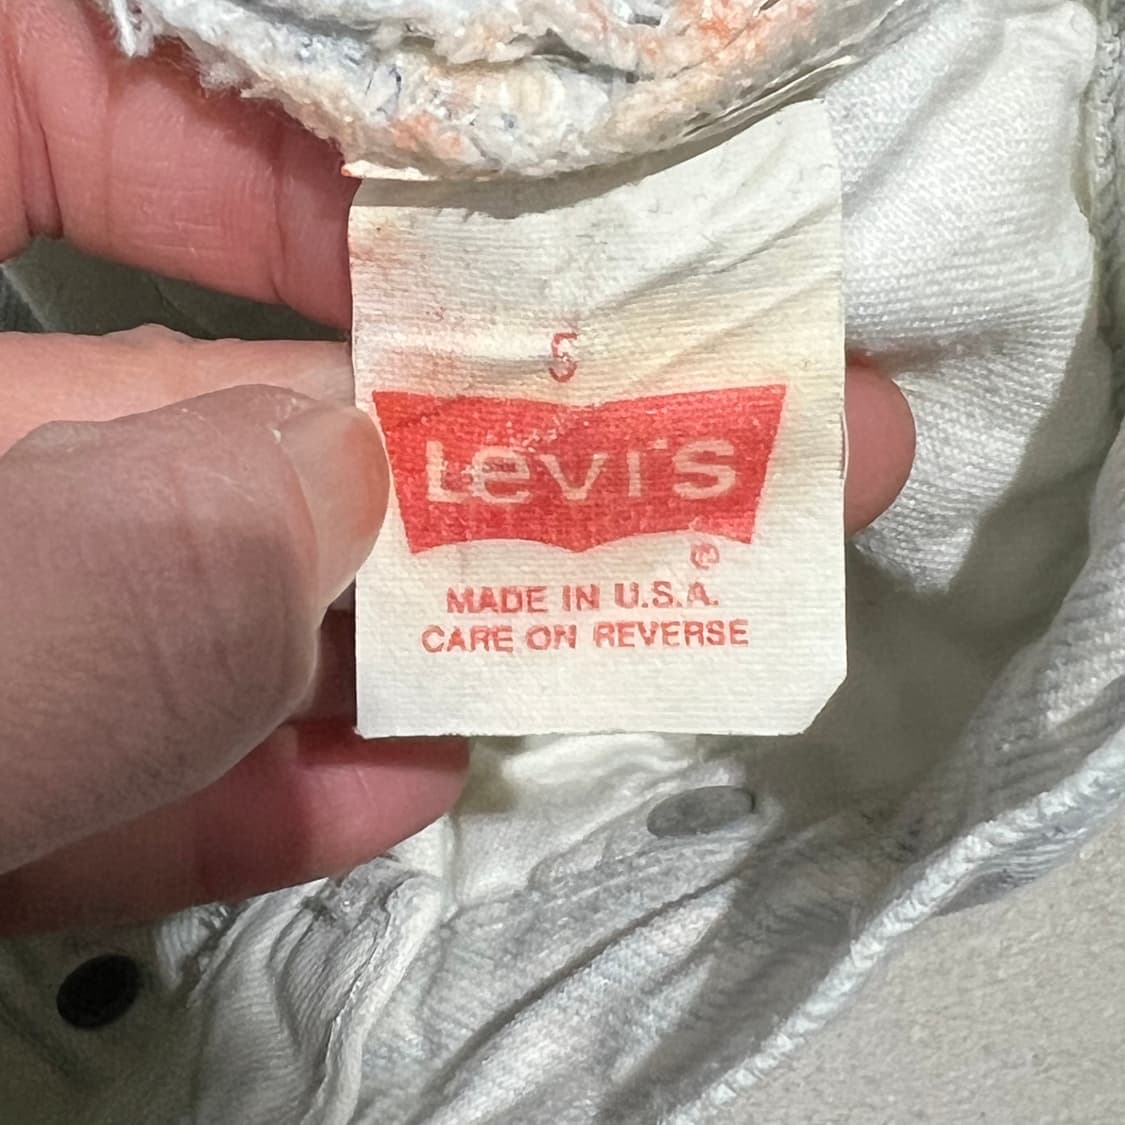 5
Levi's
®
MADE IN U.S.A.
CARE ON REVERSE